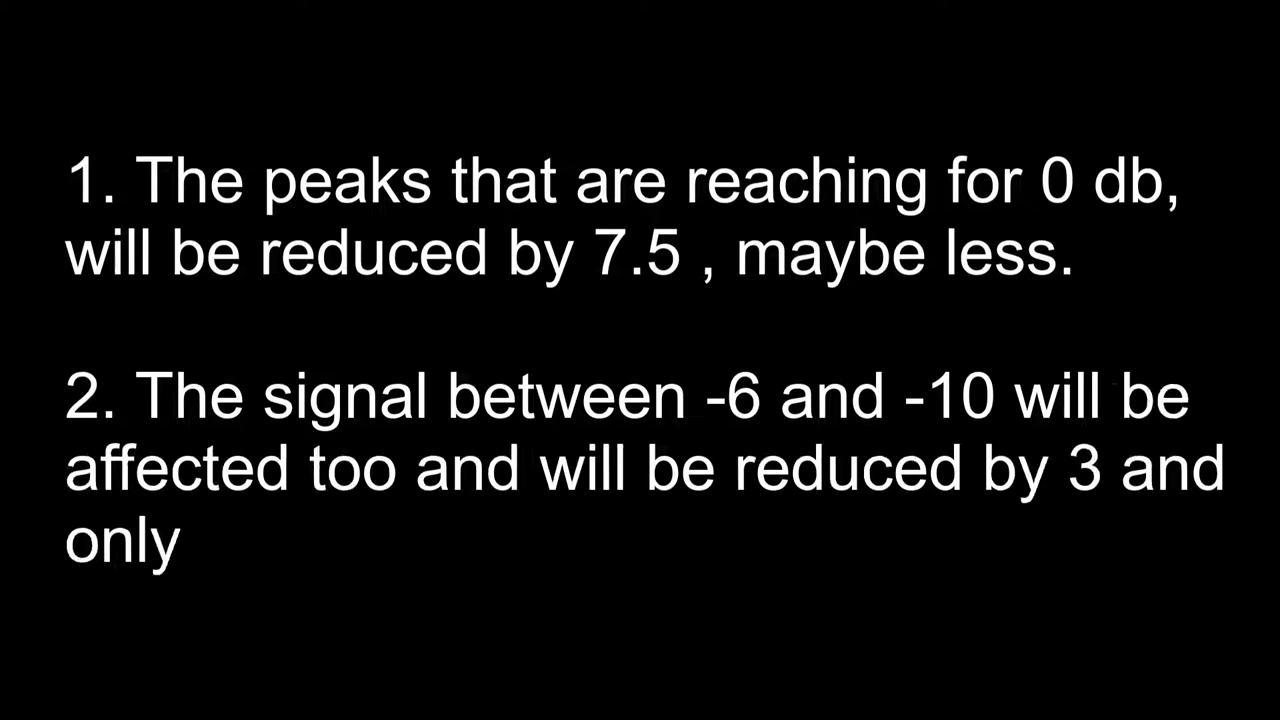 1. The peaks that are reaching for 0 db,
will be reduced by 7.5 , maybe less.
2. The signal between -6 and -10 will be
affected too and will be reduced by 3 and
only